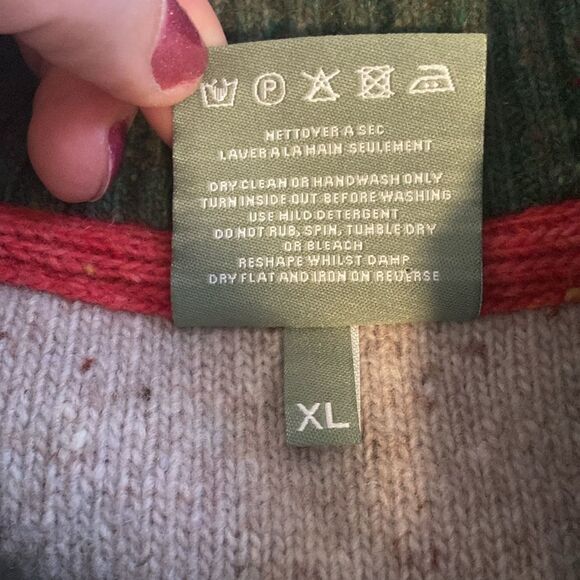 P
NETTOYER A SEC
LAVER A LA MAIN SEULEMENT
DRY CLEAN OR HANDWASH ONLY
TURN INSIDE OUT BEFORE WASHING
USE MILD DETERGENT
DO NOT RUB, SPIN, TUMBLE DRY
OR BLEACH
RESHAPE WHILST DAMP
DRY FLAT AND IRON ON REVERSE
XL